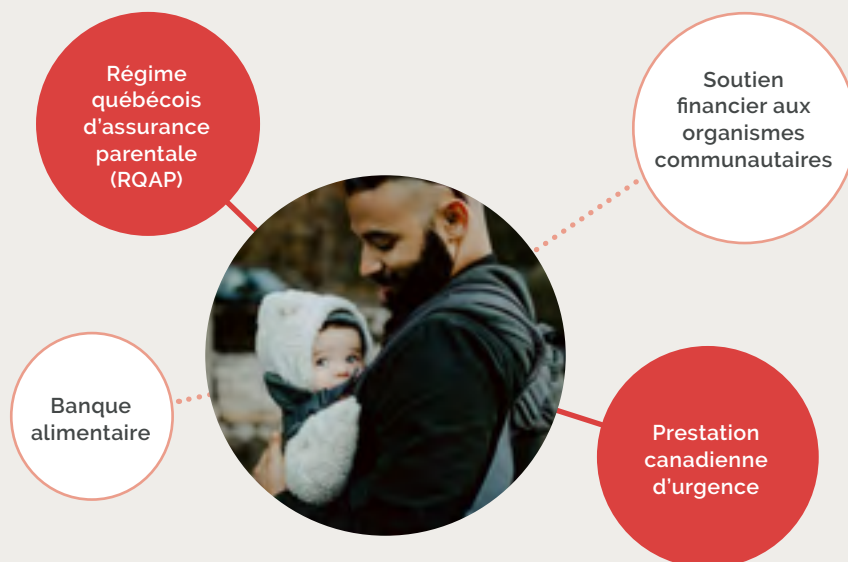 Régime
québécois
d'assurance
parentale
(RQAP)
Soutien
financier aux
organismes
communautaires
Banque
alimentaire
Prestation
canadienne
d'urgence